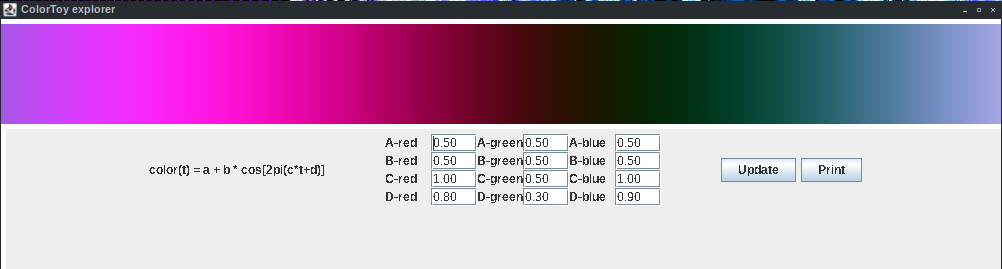 ColorToy explorer
A-red 0.50 A-green 0.50 A-blue 0.50
B-red 0.50 B-green 0.50 B-blue 0.50
color(t) = a + b * cos[2pi(c*t+d)]
Update Print
C-red 1.00 C-green 0.50 C-blue 1.00
D-red 0.80 D-green 0.30 D-blue 0.90